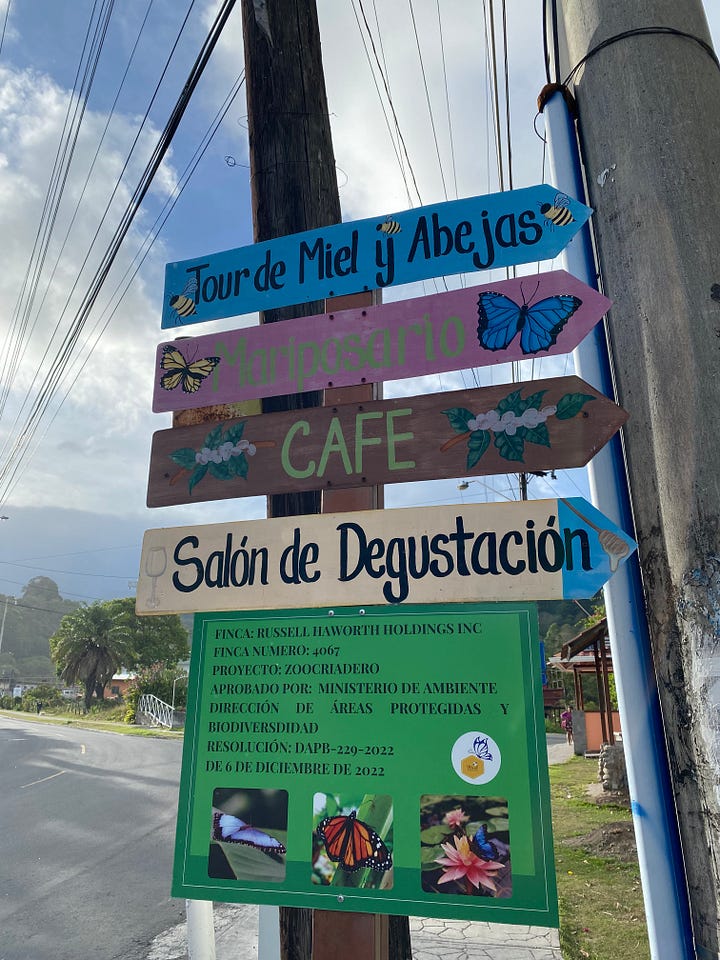 Tour de Miel y Abejas
Mariposario
CAFE
Salón de Degustación
FINCA: RUSSELL HAWORTH HOLDINGS INC
FINCA NUMERO: 4067
PROYECTO: ZOOCRIADERO
APROBADO POR: MINISTERIO DE AMBIENTE
DIRECCIÓN DE ÁREAS PROTEGIDAS Y
BIODIVERSDIDAD
RESOLUCIÓN: DAPB-229-2022
DE 6 DE DICIEMBRE DE 2022